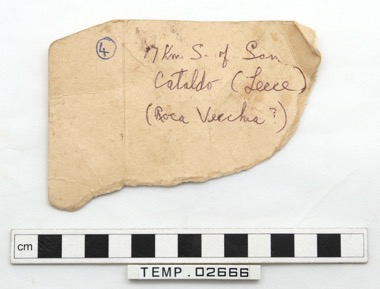 ④ 17 Km S. of San
Cataldo (Lecce)
(Roca Vecchia?)
cm
TEMP.02666